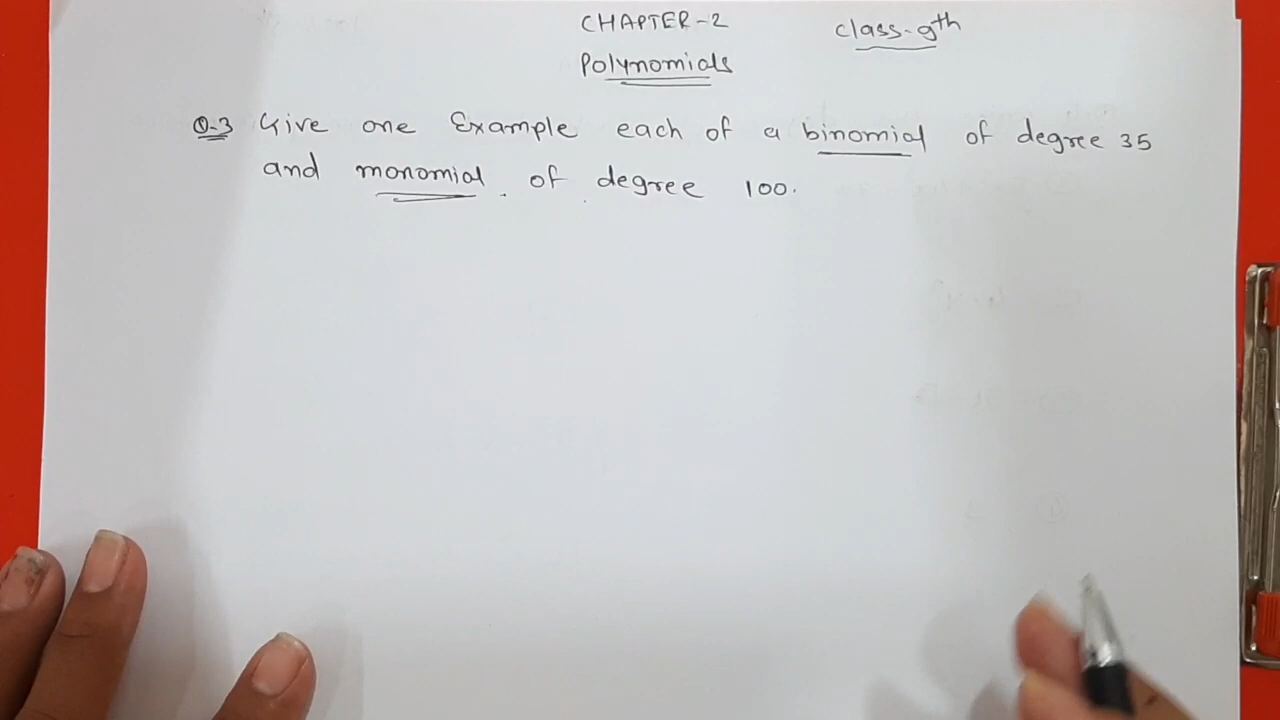 CHAPTER-2
Class-9th
Polynomials
Q-3 Give one Example each of a binomial of degree 35
and monomial of degree 100.